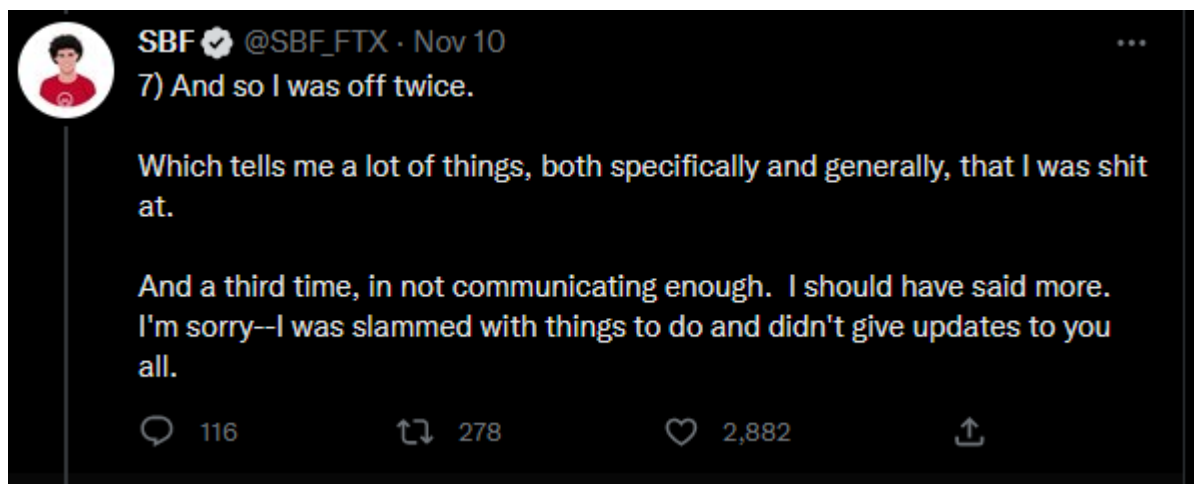 SBF @SBF_FTX · Nov 10
7) And so I was off twice.
Which tells me a lot of things, both specifically and generally, that I was shit
at.
And a third time, in not communicating enough.  I should have said more.
I'm sorry--I was slammed with things to do and didn't give updates to you
all.
116 278 2,882